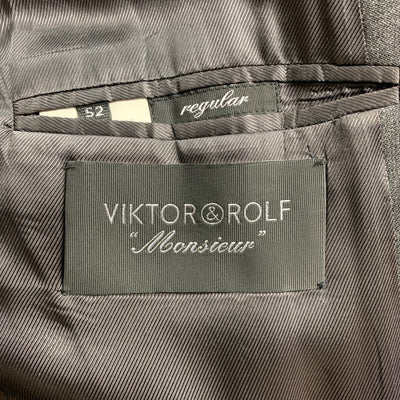 52
regular
VIKTOR&ROLF
"Monsieur"